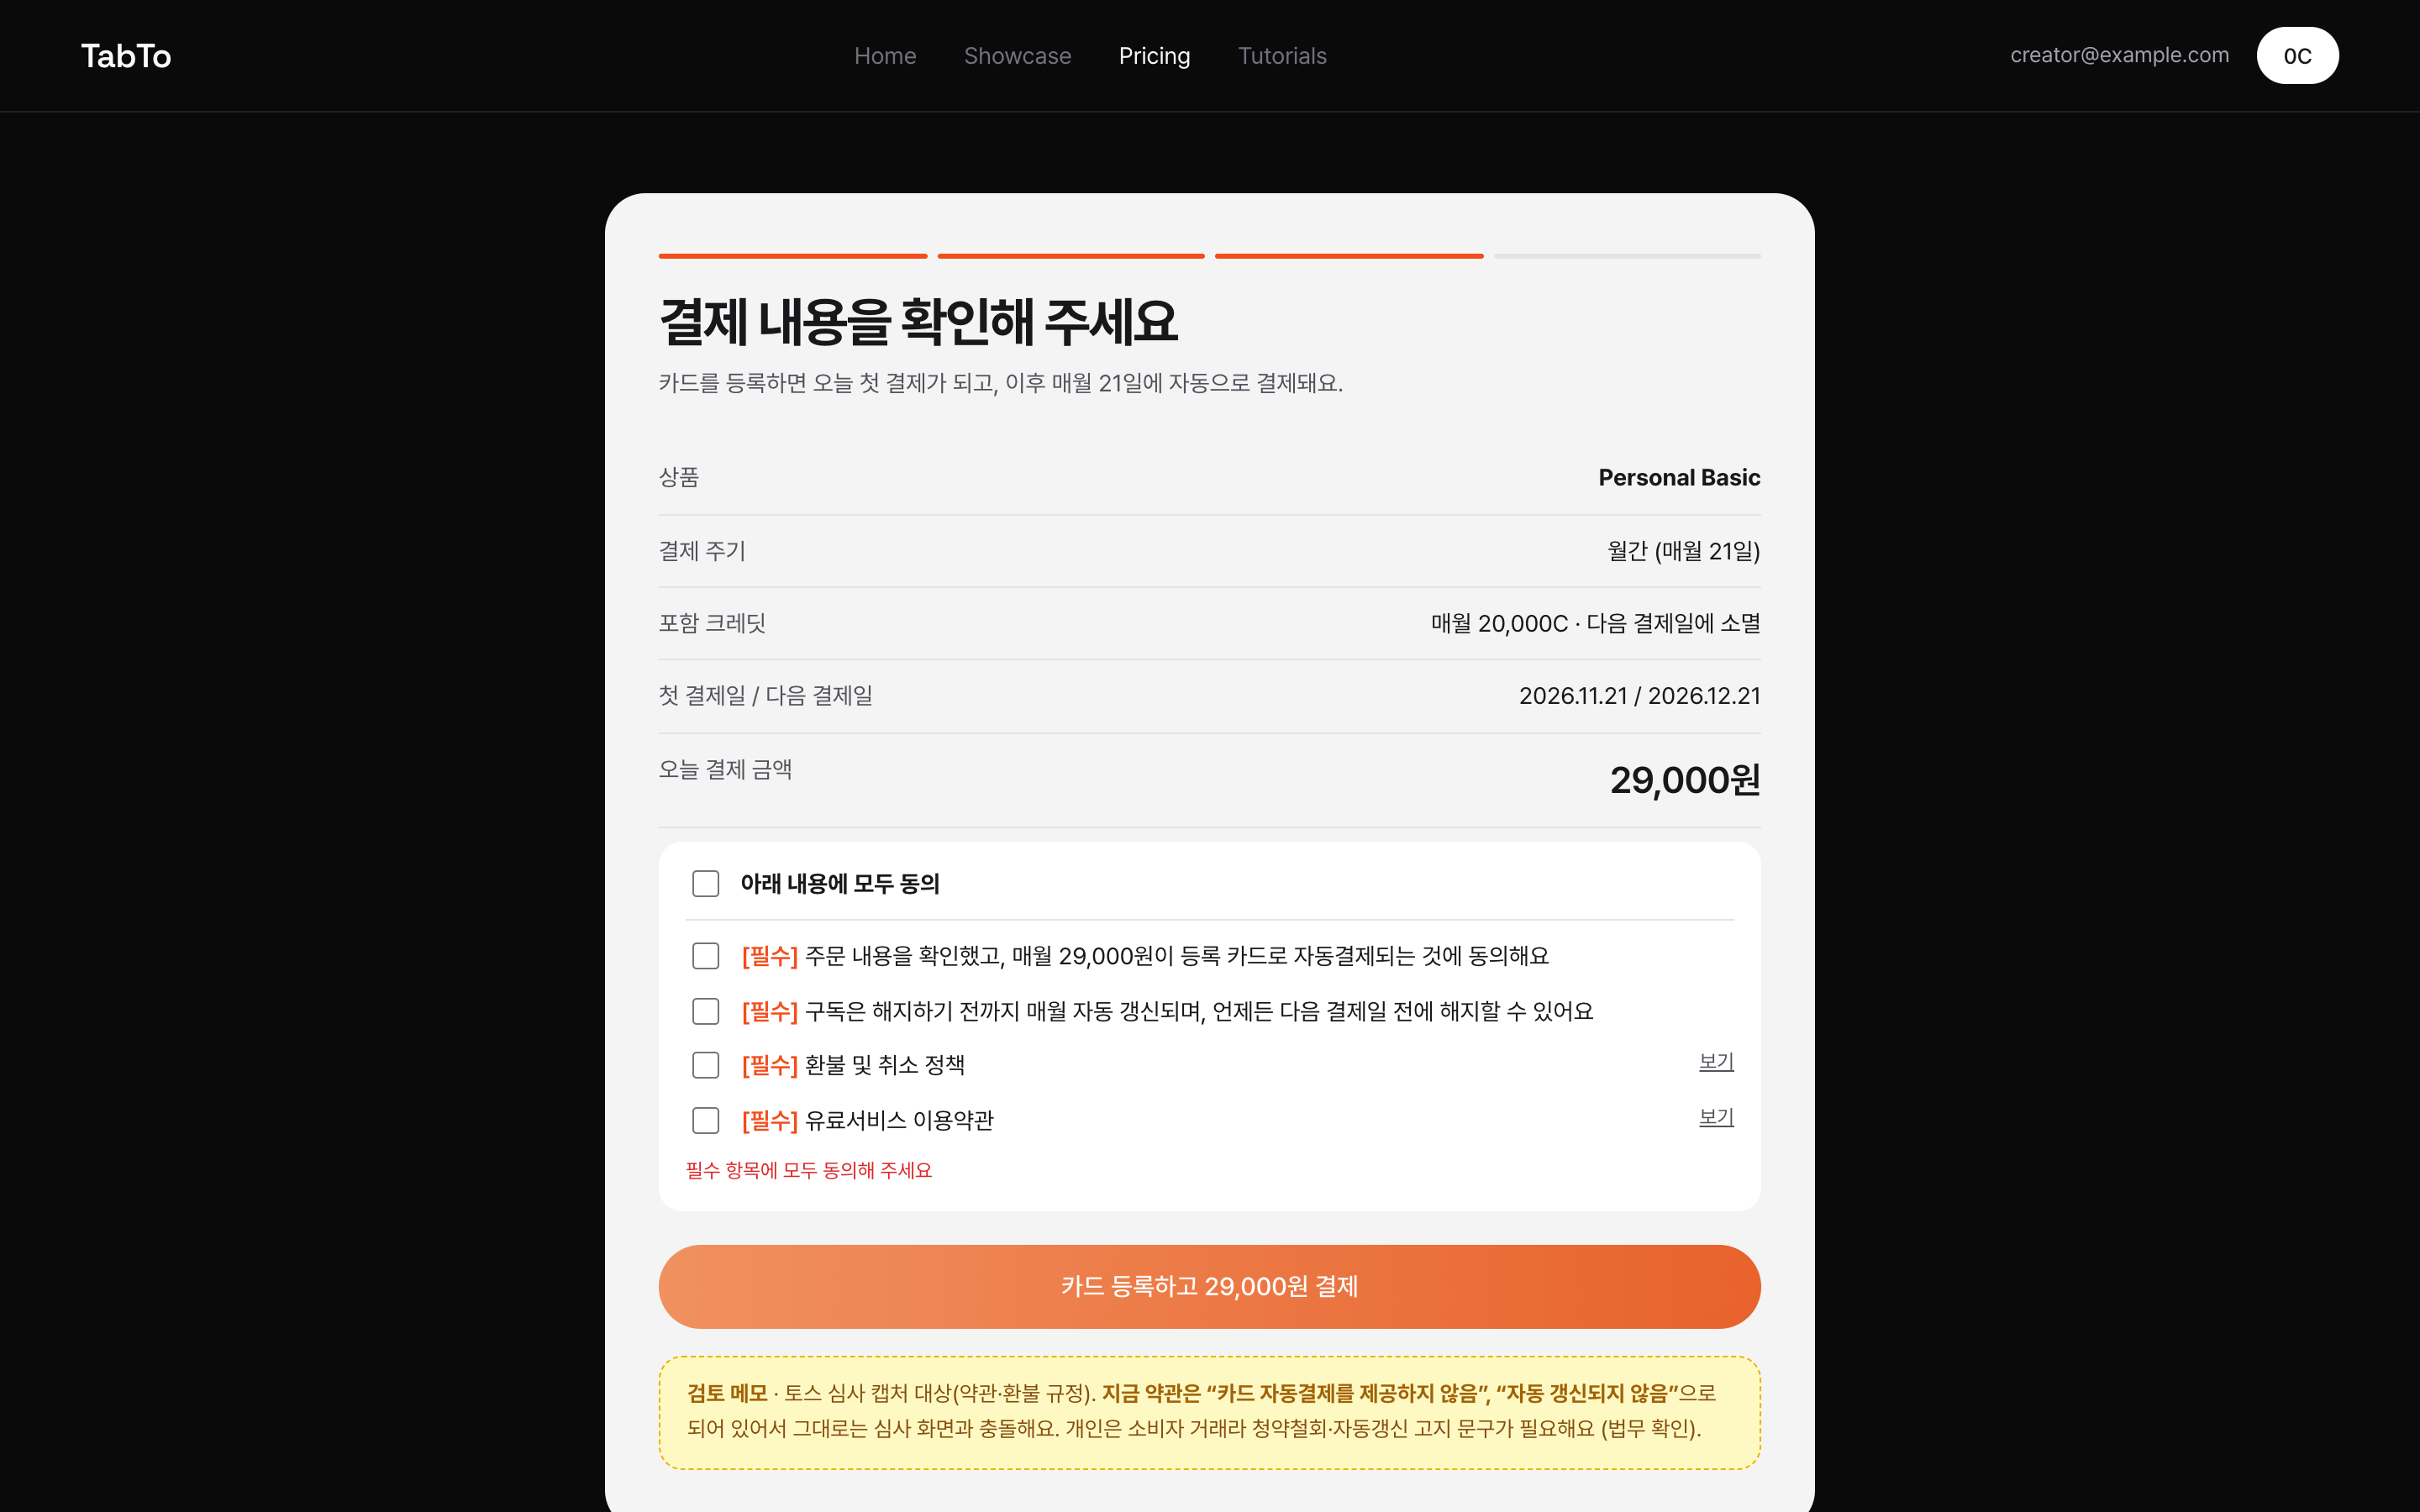 TabTo
Home Showcase Pricing Tutorials
creator@example.com
0C
결제 내용을 확인해 주세요
카드를 등록하면 오늘 첫 결제가 되고, 이후 매월 21일에 자동으로 결제돼요.
상품 Personal Basic
결제 주기 월간 (매월 21일)
포함 크레딧 매월 20,000C · 다음 결제일에 소멸
첫 결제일 / 다음 결제일 2026.11.21 / 2026.12.21
오늘 결제 금액 29,000원
아래 내용에 모두 동의
[필수] 주문 내용을 확인했고, 매월 29,000원이 등록 카드로 자동결제되는 것에 동의해요
[필수] 구독은 해지하기 전까지 매월 자동 갱신되며, 언제든 다음 결제일 전에 해지할 수 있어요
[필수] 환불 및 취소 정책 보기
[필수] 유료서비스 이용약관 보기
필수 항목에 모두 동의해 주세요
카드 등록하고 29,000원 결제
검토 메모 · 토스 심사 캡처 대상(약관·환불 규정). 지금 약관은 “카드 자동결제를 제공하지 않음”, “자동 갱신되지 않음”으로
되어 있어서 그대로는 심사 화면과 충돌해요. 개인은 소비자 거래라 청약철회·자동갱신 고지 문구가 필요해요 (법무 확인).